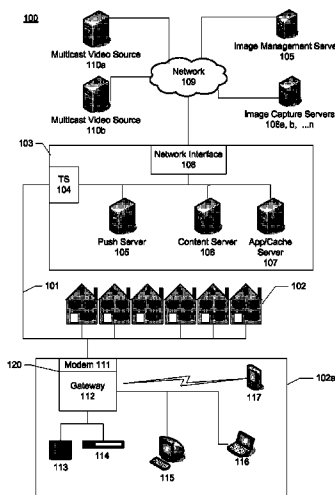 100
Multicast Video Source
110a
Image Management Server
105
Network
109
Multicast Video Source
110b
Image Capture Servers
106a, b, ...n
103
Network Interface
108
TS
104
Push Server
105
Content Server
106
App/Cache
Server
107
101
102
120
Modem 111
Gateway
112
102a
117
113
114
115
116